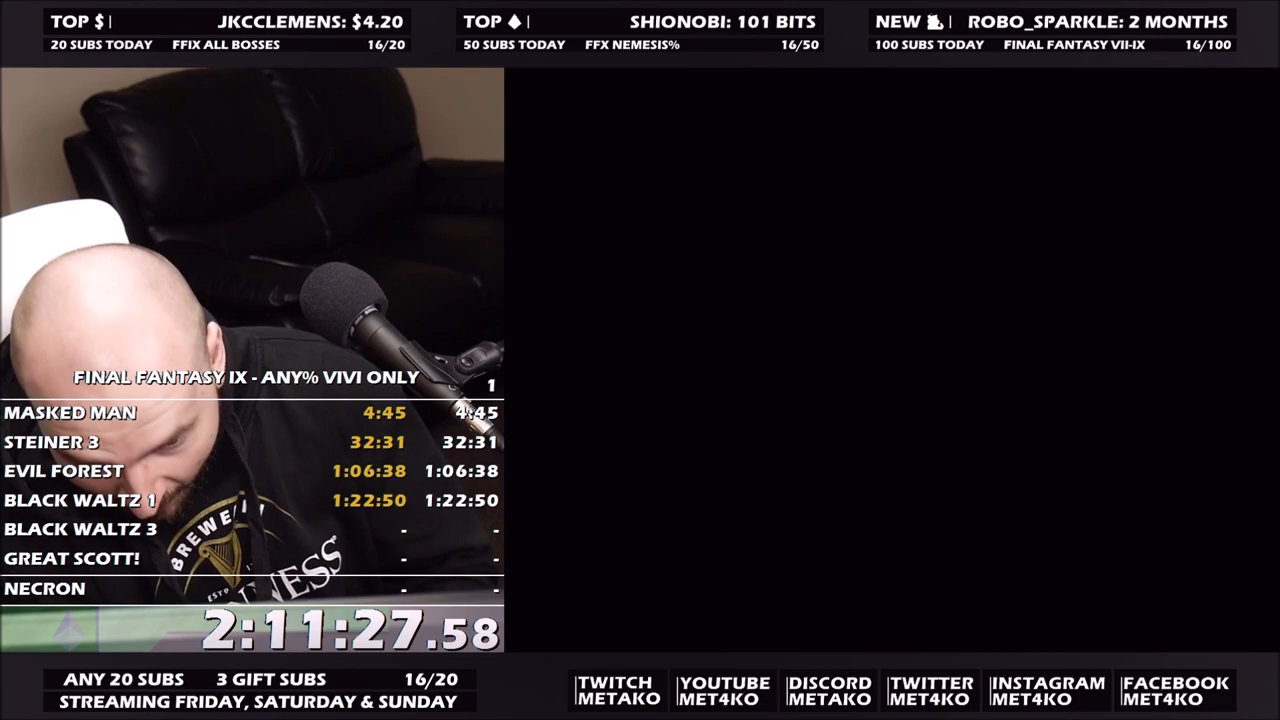 TOP $| JKCCLEMENS: $4.20
20 SUBS TODAY FFIX ALL BOSSES 16/20
TOP | SHIONOBI: 101 BITS
50 SUBS TODAY FFX NEMESIS% 16/50
NEW | ROBO_SPARKLE: 2 MONTHS
100 SUBS TODAY FINAL FANTASY VII-IX 16/100
FINAL FANTASY IX - ANY% VIVI ONLY 1
MASKED MAN 4:45 4:45
STEINER 3 32:31 32:31
EVIL FOREST 1:06:38 1:06:38
BLACK WALTZ 1 1:22:50 1:22:50
BLACK WALTZ 3 - -
GREAT SCOTT! - -
NECRON - -
BREWE
ESTD
NESS
2:11:27.58
ANY 20 SUBS 3 GIFT SUBS 16/20
STREAMING FRIDAY, SATURDAY & SUNDAY
|TWITCH
METAKO
|YOUTUBE
MET4KO
|DISCORD
METAKO
|TWITTER
MET4KO
|INSTAGRAM
MET4KO
|FACEBOOK
MET4KO